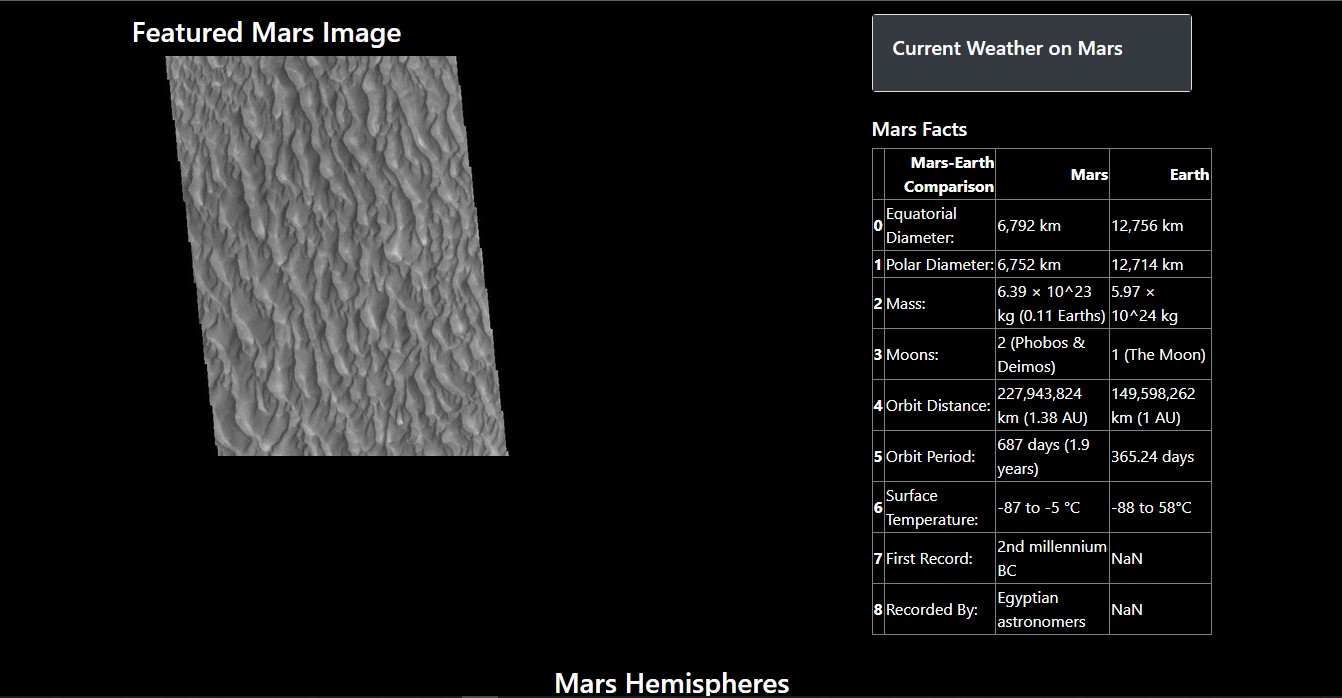 Featured Mars Image
Current Weather on Mars
Mars Facts
Mars-Earth
Comparison
Mars
Earth
0
Equatorial
Diameter:
6,792 km
12,756 km
1
Polar Diameter:
6,752 km
12,714 km
2
Mass:
6.39 × 10^23
kg (0.11 Earths)
5.97 ×
10^24 kg
3
Moons:
2 (Phobos &
Deimos)
1 (The Moon)
4
Orbit Distance:
227,943,824
km (1.38 AU)
149,598,262
km (1 AU)
5
Orbit Period:
687 days (1.9
years)
365.24 days
6
Surface
Temperature:
-87 to -5 °C
-88 to 58°C
7
First Record:
2nd millennium
BC
NaN
8
Recorded By:
Egyptian
astronomers
NaN
Mars Hemispheres